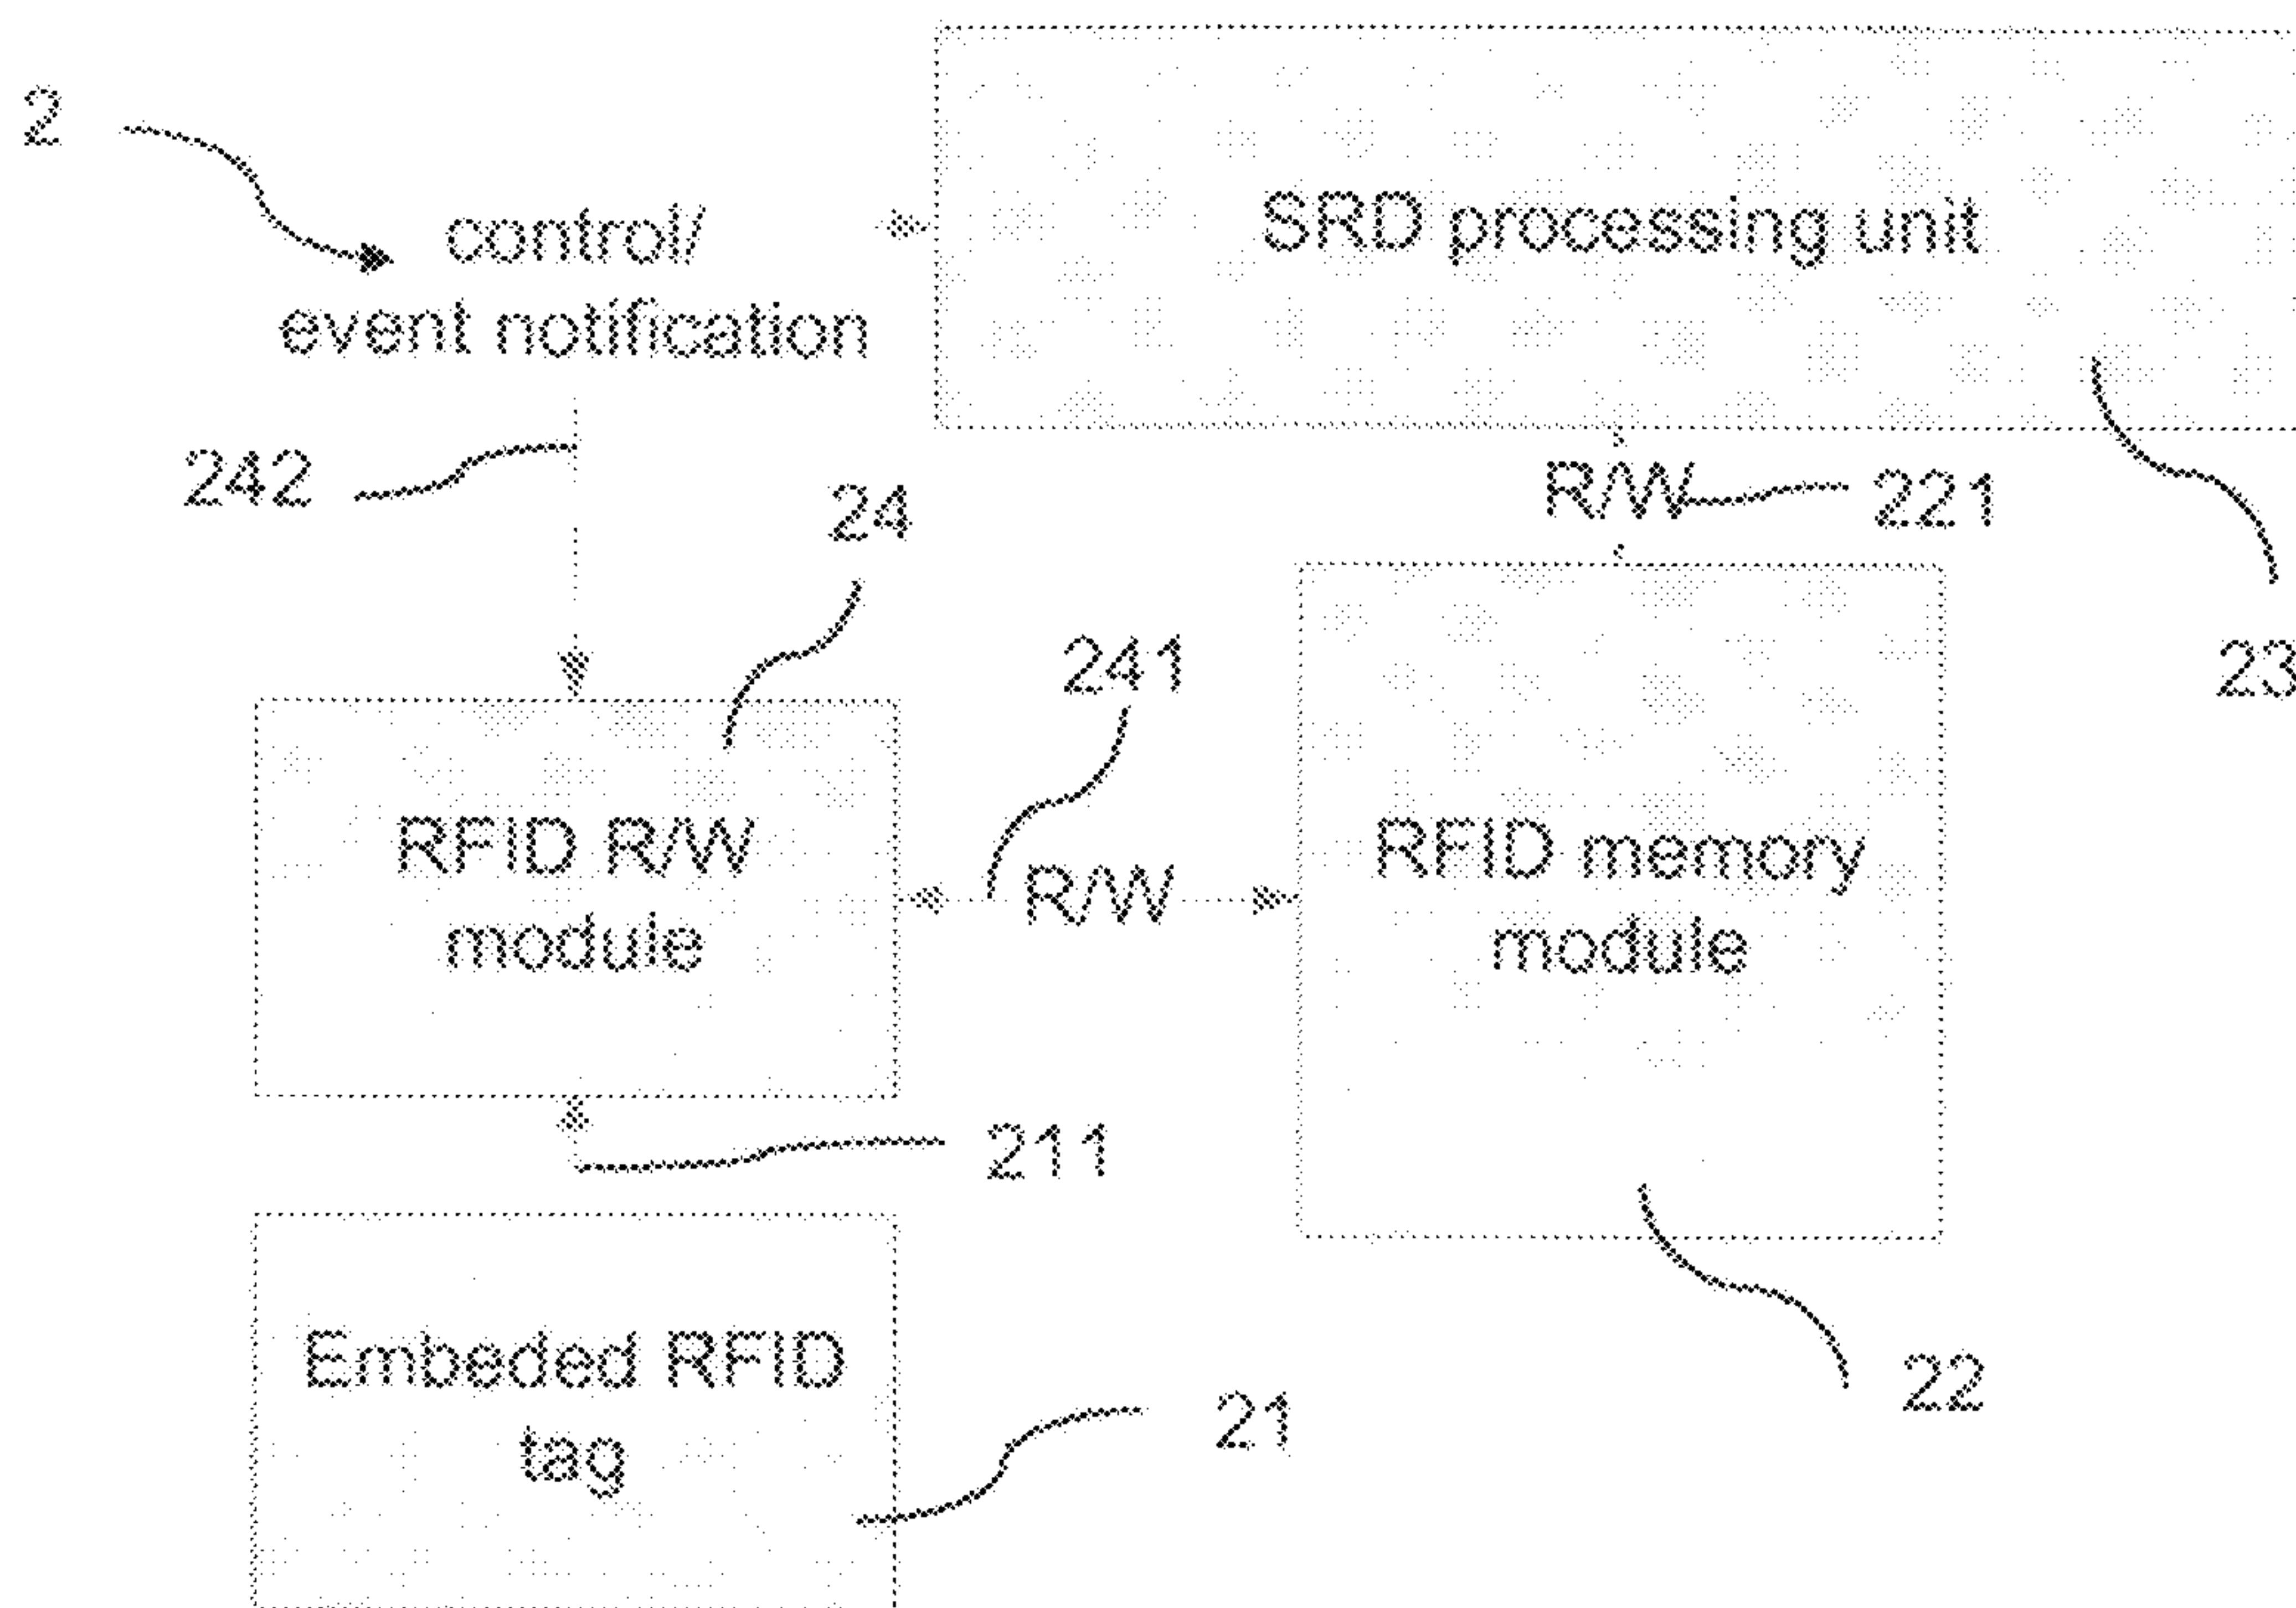 2
control/
event notification
SRD processing unit
242
24
R/W
221
23
241
RFID R/W
module
R/W
RFID memory
module
211
Embeded RFID
tag
21
22